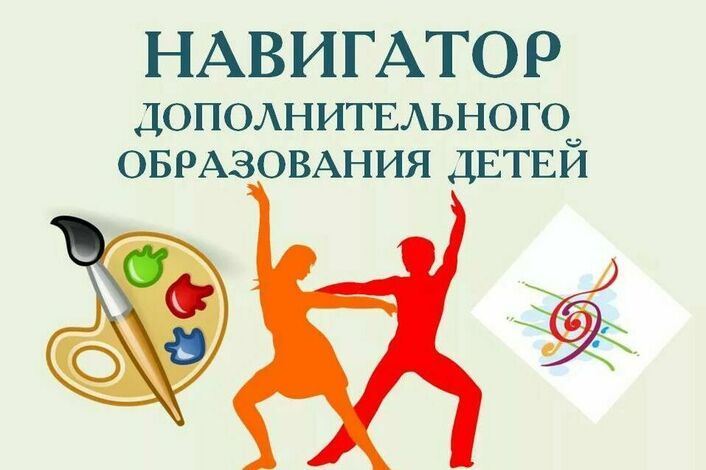 НАВИГАТОР
ДОПОЛНИТЕЛЬНОГО
ОБРАЗОВАНИЯ ДЕТЕЙ